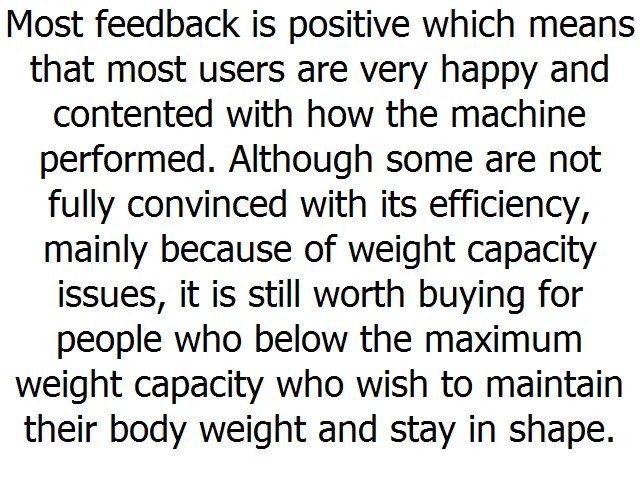 Most feedback is positive which means
that most users are very happy and
contented with how the machine
performed. Although some are not
fully convinced with its efficiency,
mainly because of weight capacity
issues, it is still worth buying for
people who below the maximum
weight capacity who wish to maintain
their body weight and stay in shape.